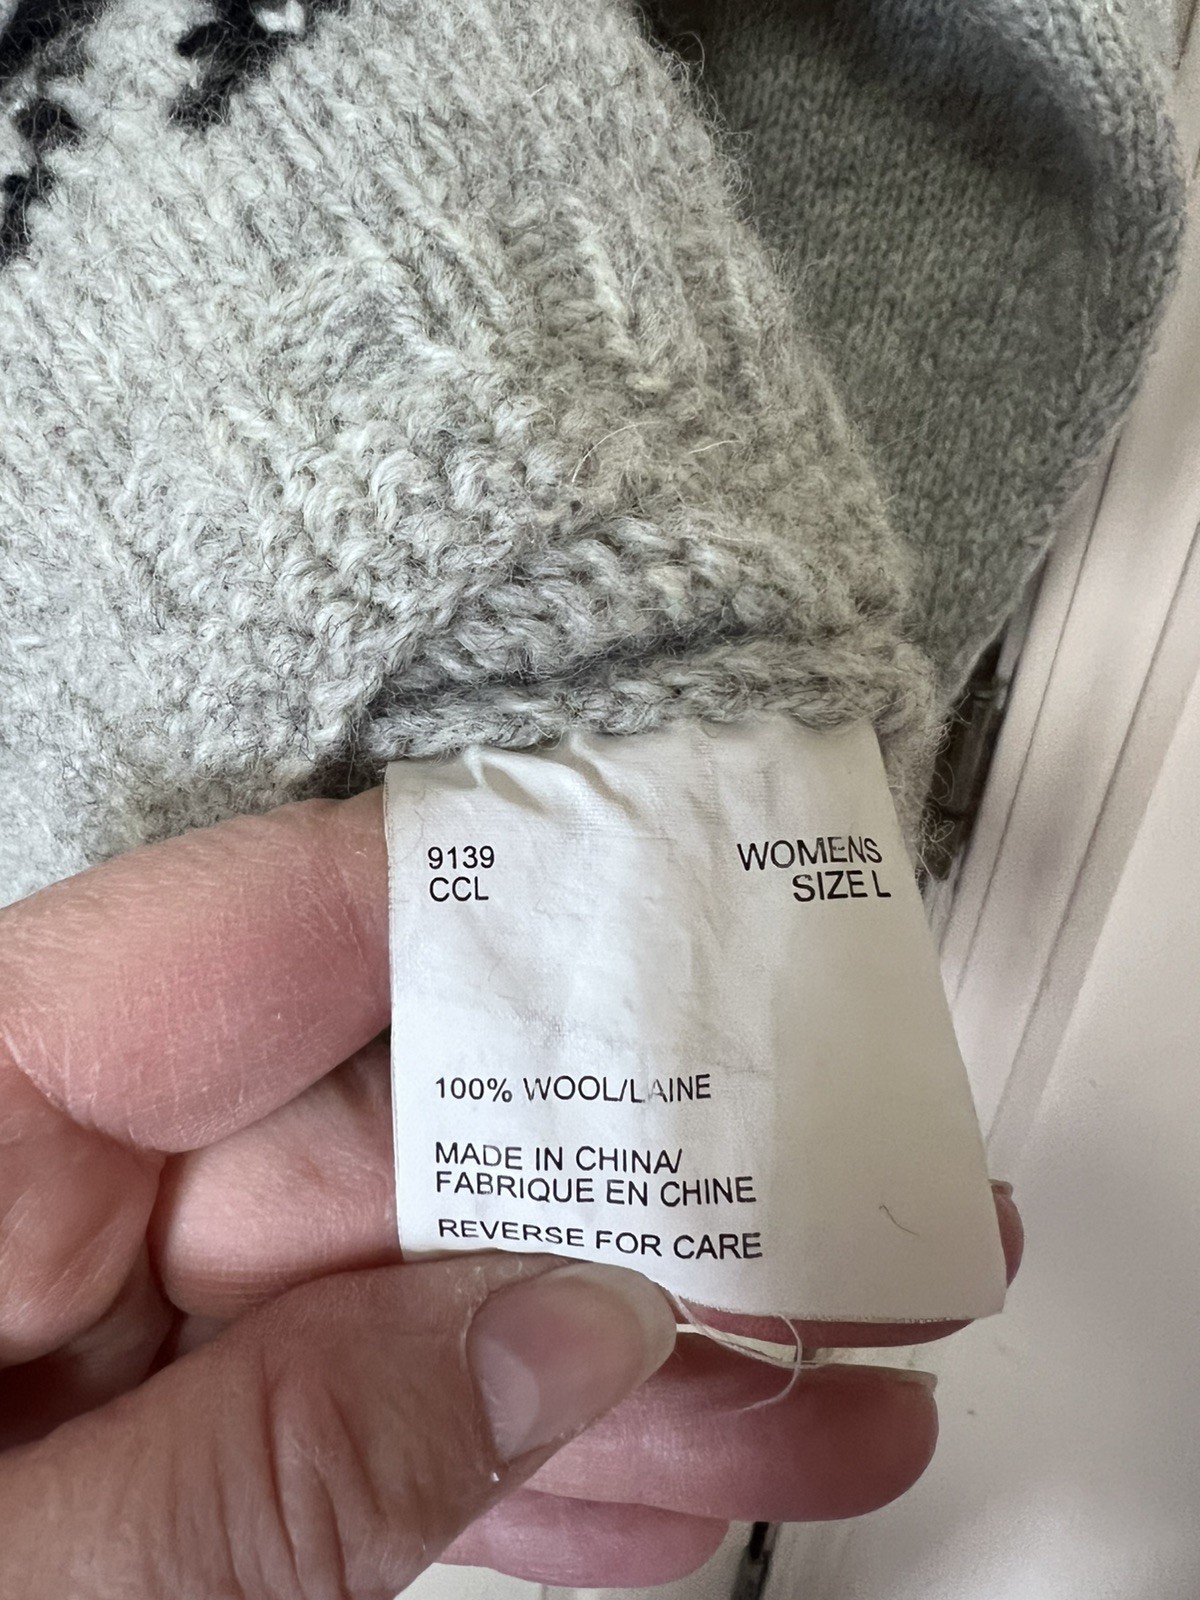 9139
CCL
WOMENS
SIZE L
100% WOOL/LAINE
MADE IN CHINA/
FABRIQUE EN CHINE
REVERSE FOR CARE